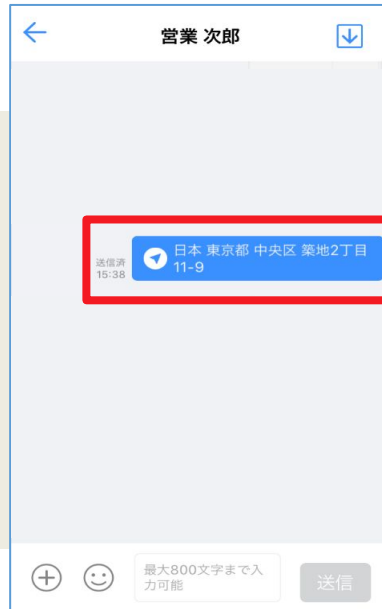 営業 次郎
日本 東京都 中央区 築地2丁目
11-9
送信済
15:38
最大800文字まで入
力可能
送信